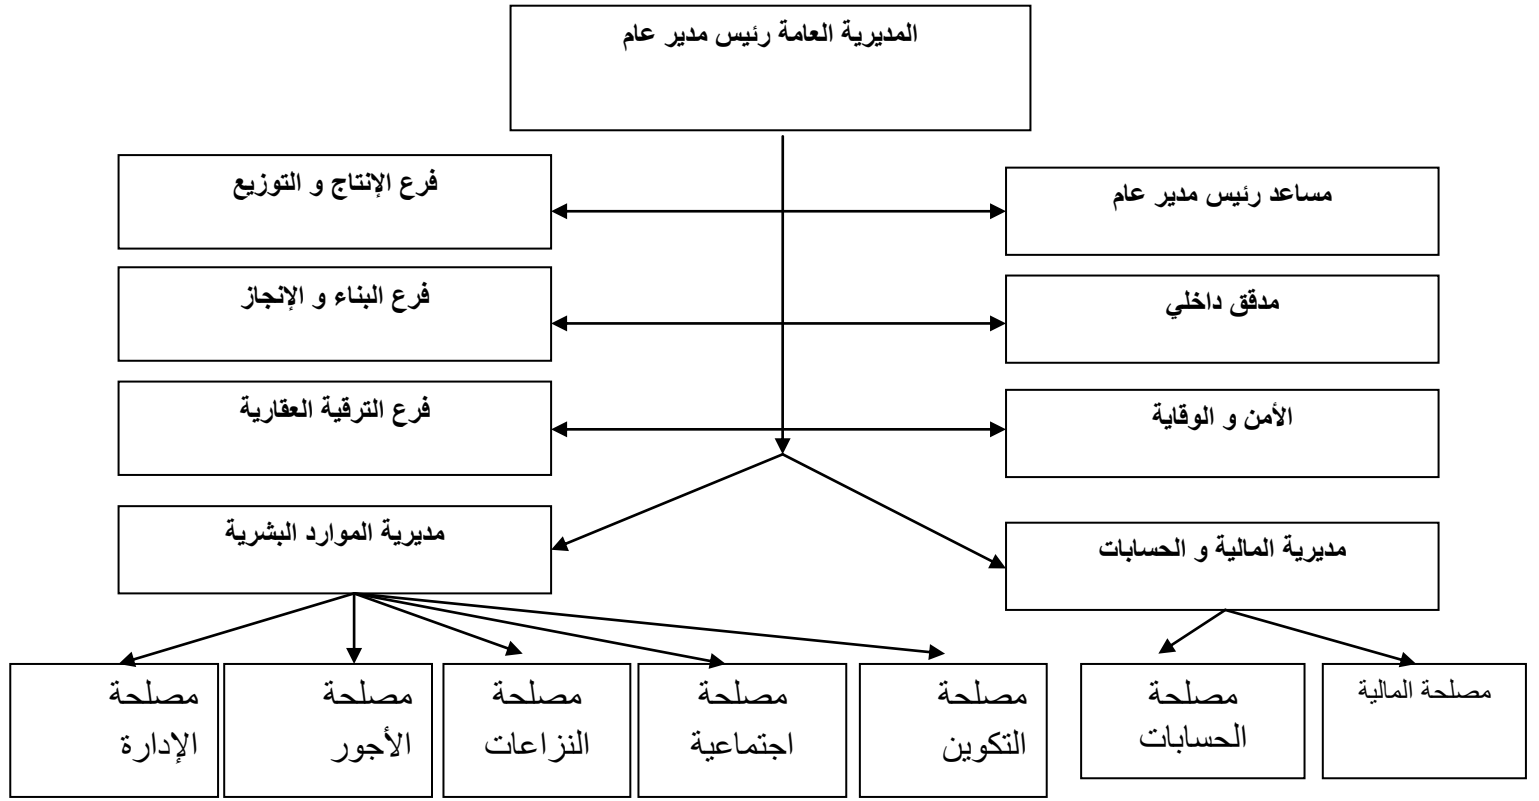 المديرية العامة رئيس مدير عام
مساعد رئيس مدير عام
فرع الإنتاج و التوزيع
مدقق داخلي
فرع البناء و الإنجاز
الأمن و الوقاية
فرع الترقية العقارية
مديرية المالية و الحسابات
مديرية الموارد البشرية
مصلحة المالية
مصلحة
الحسابات
مصلحة
التكوين
مصلحة
اجتماعية
مصلحة
النزاعات
مصلحة
الأجور
مصلحة
الإدارة